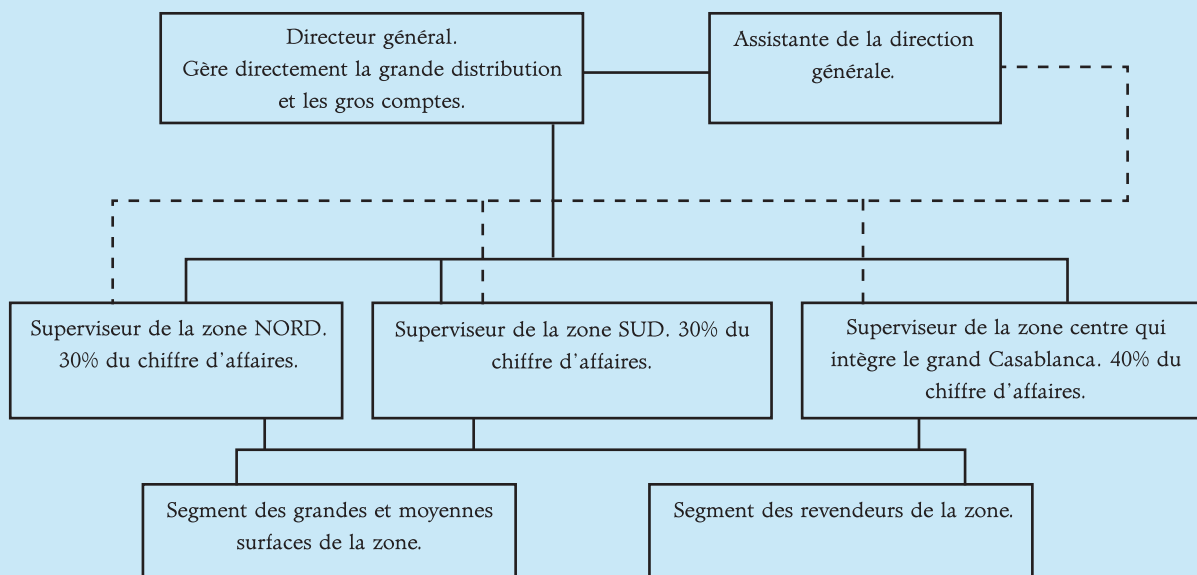 Directeur général.
Gère directement la grande distribution
et les gros comptes.
Assistante de la direction
générale.
Superviseur de la zone NORD.
30% du chiffre d’affaires.
Superviseur de la zone SUD. 30% du
chiffre d’affaires.
Superviseur de la zone centre qui
intègre le grand Casablanca. 40% du
chiffre d’affaires.
Segment des grandes et moyennes
surfaces de la zone.
Segment des revendeurs de la zone.